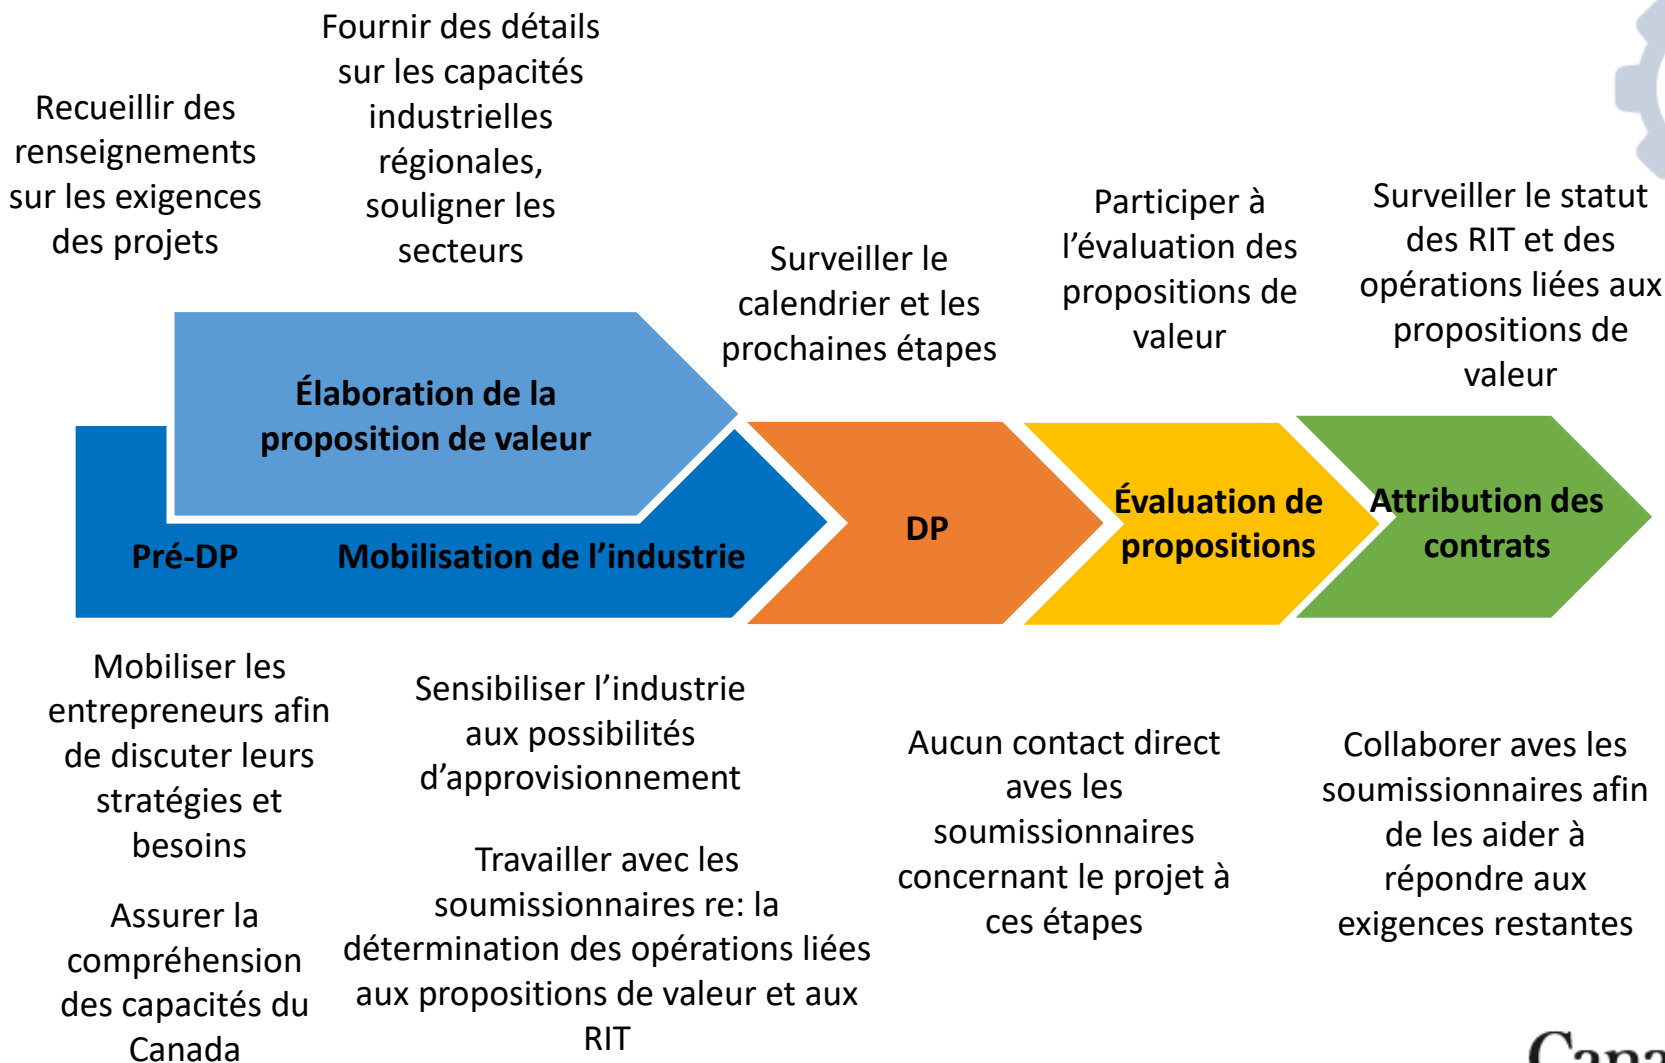 Recueillir des
renseignements
sur les exigences
des projets
Fournir des détails
sur les capacités
industrielles
régionales,
souligner les
secteurs
Surveiller le
calendrier et les
prochaines étapes
Participer à
l’évaluation des
propositions de
valeur
Surveiller le statut
des RIT et des
opérations liées aux
propositions de
valeur
Élaboration de la
proposition de valeur
Pré-DP
Mobilisation de l’industrie
DP
Évaluation de
propositions
Attribution des
contrats
Mobiliser les
entrepreneurs afin
de discuter leurs
stratégies et
besoins
Assurer la
compréhension
des capacités du
Canada
Sensibiliser l’industrie
aux possibilités
d’approvisionnement
Travailler avec les
soumissionnaires re: la
détermination des opérations liées
aux propositions de valeur et aux
RIT
Aucun contact direct
aves les
soumissionnaires
concernant le projet à
ces étapes
Collaborer aves les
soumissionnaires afin
de les aider à
répondre aux
exigences restantes